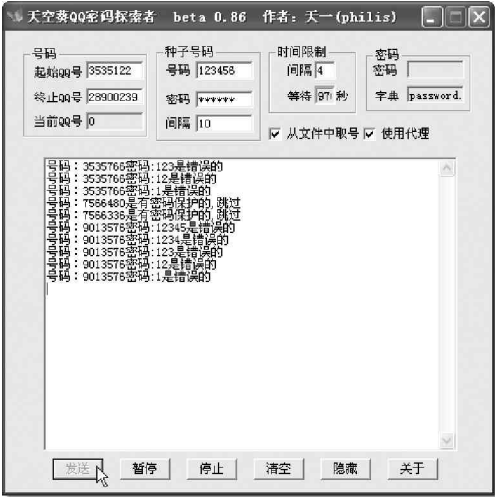 天空葵QQ密码探索者 beta 0.86 作者：天一(philis)
号码
起始QQ号 3535122
终止QQ号 28900239
当前QQ号 0
种子号码
号码 123456
密码 ******
间隔 10
时间限制
间隔 4
等待 97 秒
密码
密码
字典 password.
从文件中取号 使用代理
号码：3535766密码:123是错误的
号码：3535766密码:12是错误的
号码：3535766密码:1是错误的
号码：7566480是有密码保护的,跳过
号码：7566336是有密码保护的,跳过
号码：9013576密码:12345是错误的
号码：9013576密码:1234是错误的
号码：9013576密码:123是错误的
号码：9013576密码:12是错误的
号码：9013576密码:1是错误的
发送 暂停 停止 清空 隐藏 关于